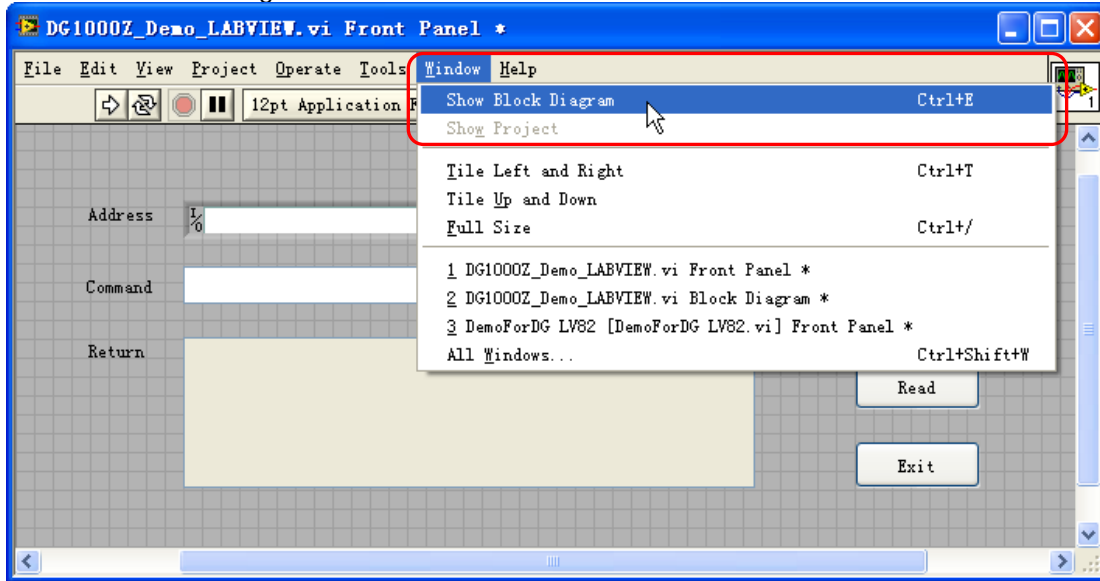 DG1000Z_Demo_LABVIEW.vi Front Panel *
File Edit View Project Operate Tools Window Help
12pt Application F
Show Block Diagram Ctrl+E
Show Project
1
Tile Left and Right Ctrl+T
Tile Up and Down
Full Size Ctrl+/
Address
1 DG1000Z_Demo_LABVIEW.vi Front Panel *
Command
2 DG1000Z_Demo_LABVIEW.vi Block Diagram *
3 DemoForDG LV82 [DemoForDG LV82.vi] Front Panel *
Return
All Windows... Ctrl+Shift+W
Read
Exit